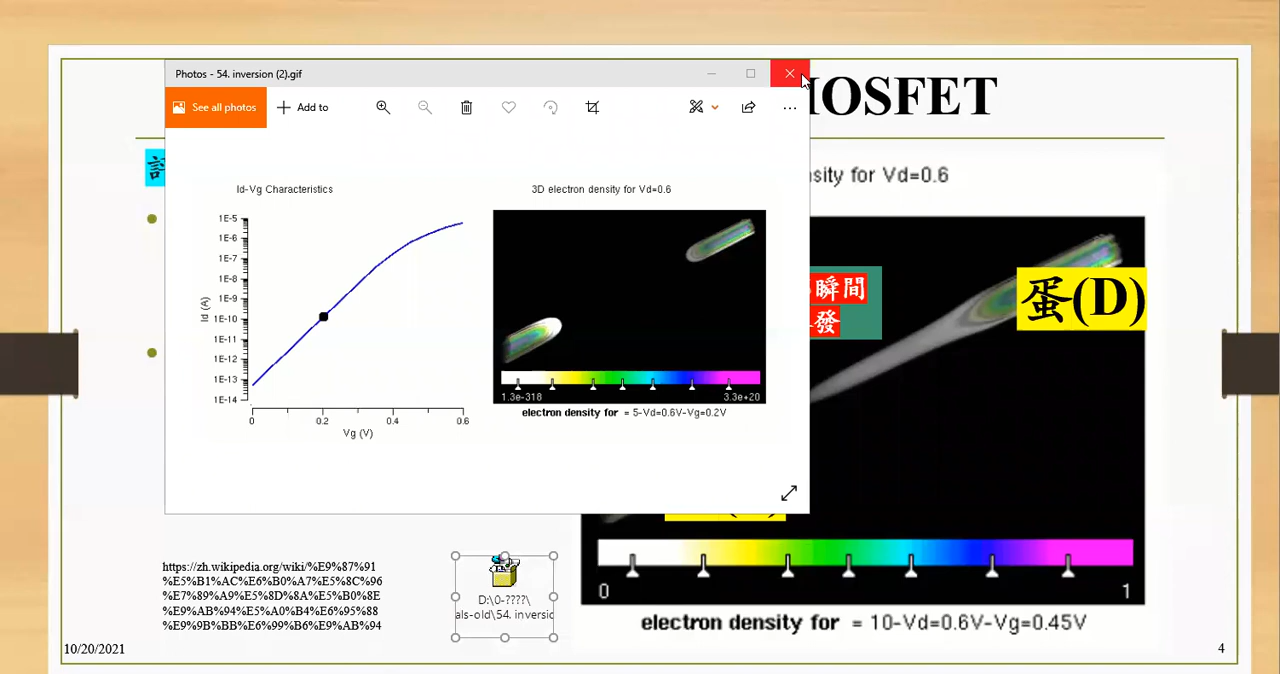 Photos - 54. inversion (2).gif
See all photos
Add to
MOSFET
Id-Vg Characteristics
3D electron density for Vd=0.6
sity for Vd=0.6
1E-5
1E-6
1E-7
1E-8
1E-9
1E-10
1E-11
1E-12
1E-13
1E-14
Id (A)
0
0.2
0.4
0.6
Vg (V)
1.3e-318
3.3e+20
electron density for = 5-Vd=0.6V-Vg=0.2V
瞬間
發
蛋(D)
0
1
electron density for = 10-Vd=0.6V-Vg=0.45V
https://zh.wikipedia.org/wiki/%E9%87%91
%E5%B1%AC%E6%B0%A7%E5%8C%96
%E7%89%A9%E5%8D%8A%E5%B0%8E
%E9%AB%94%E5%A0%B4%E6%95%88
%E9%9B%BB%E6%99%B6%E9%AB%94
D:\0-????\
als-old\54. inversic
10/20/2021
4